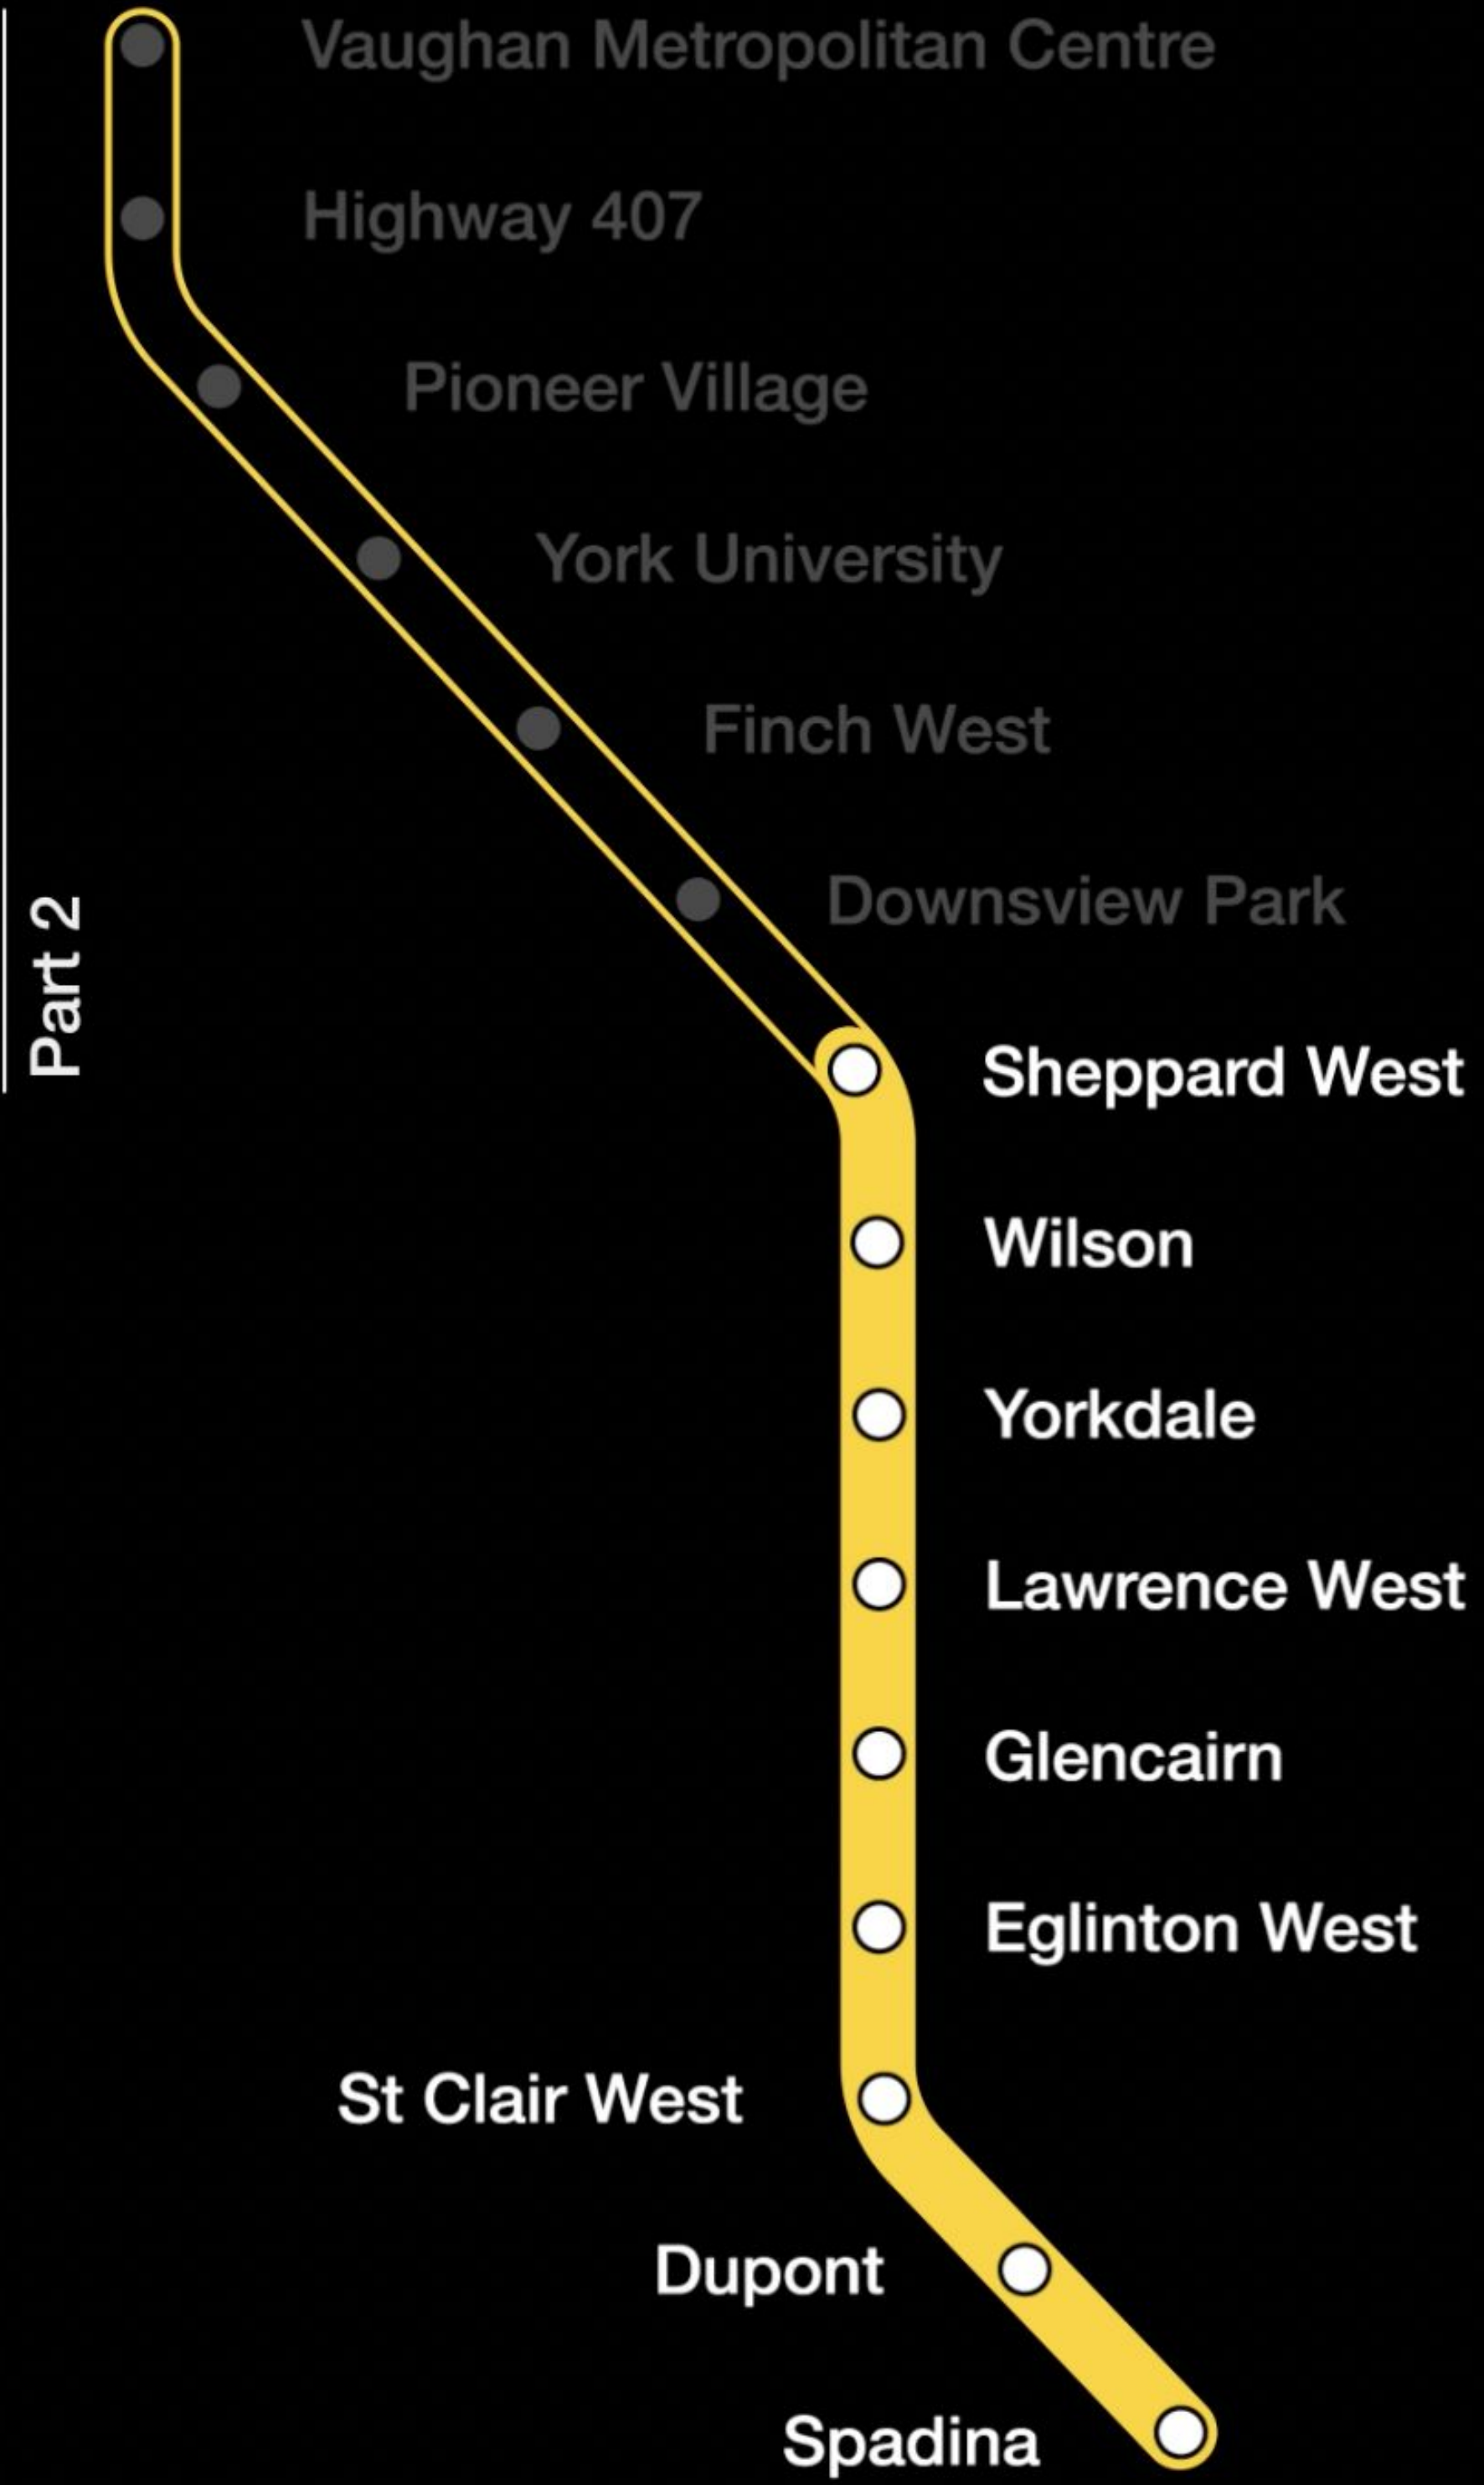 Vaughan Metropolitan Centre
Highway 407
Pioneer Village
York University
Finch West
Downsview Park
Part 2
Sheppard West
Wilson
Yorkdale
Lawrence West
Glencairn
Eglinton West
St Clair West
Dupont
Spadina